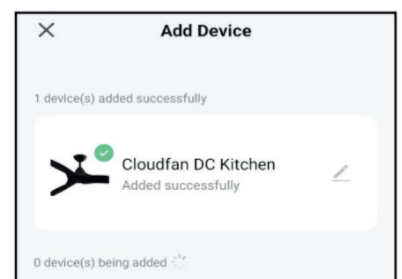 Add Device
1 device(s) added successfully
Cloudfan DC Kitchen
Added successfully
0 device(s) being added